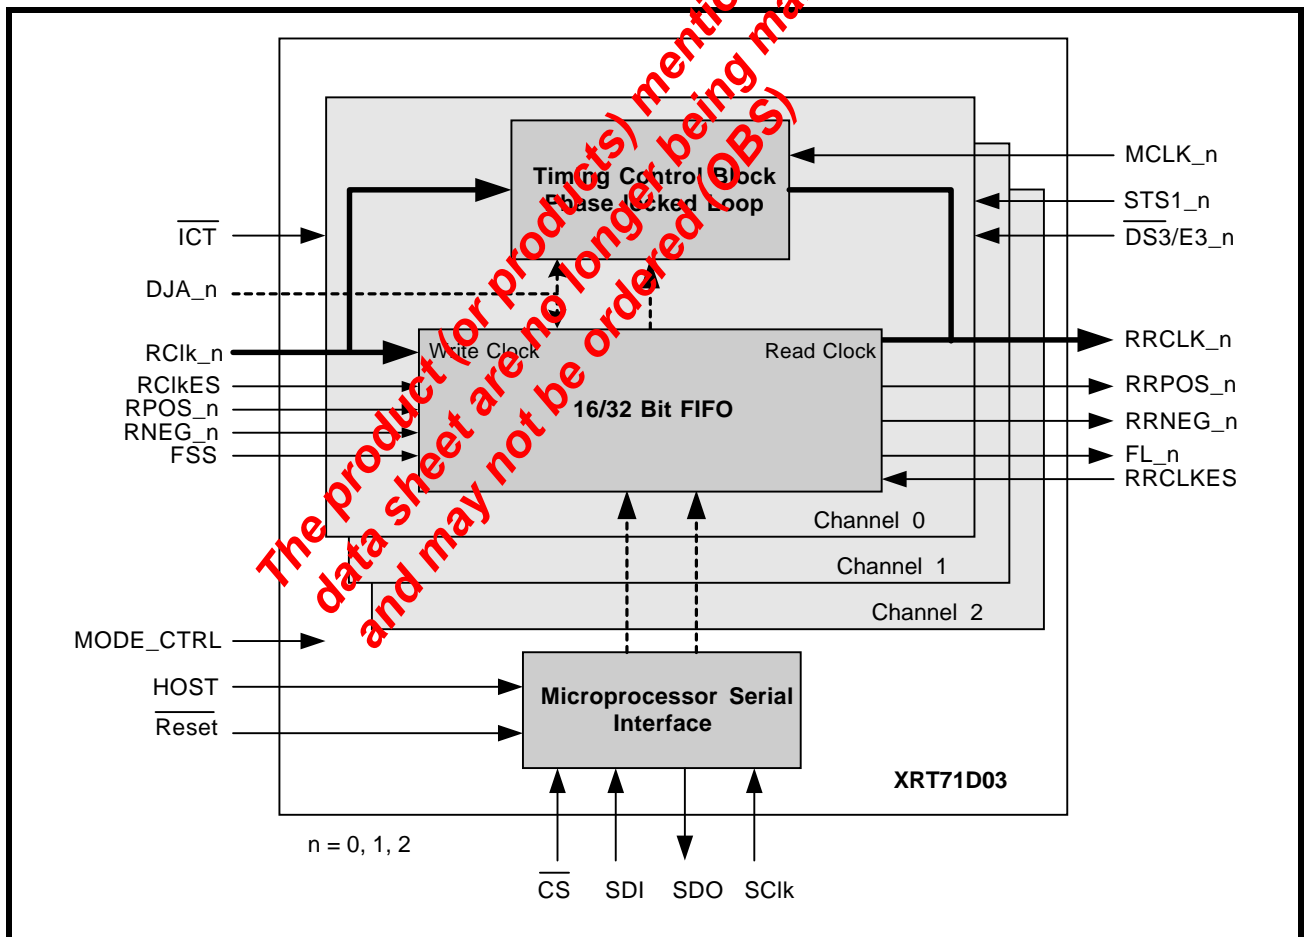 Timing Control Block
Phase locked Loop
MCLK_n
STS1_n
DS3/E3_n
ICT
DJA_n
RClk_n
RClkES
RPOS_n
RNEG_n
FSS
Write Clock
Read Clock
16/32 Bit FIFO
RRCLK_n
RRPOS_n
RRNEG_n
FL_n
RRCLKES
Channel 0
Channel 1
Channel 2
MODE_CTRL
HOST
Reset
Microprocessor Serial
Interface
XRT71D03
n = 0, 1, 2
CS
SDI
SDO
SClk
The product (or products) mentio
data sheet are no longer being ma
and may not be ordered (OBS)